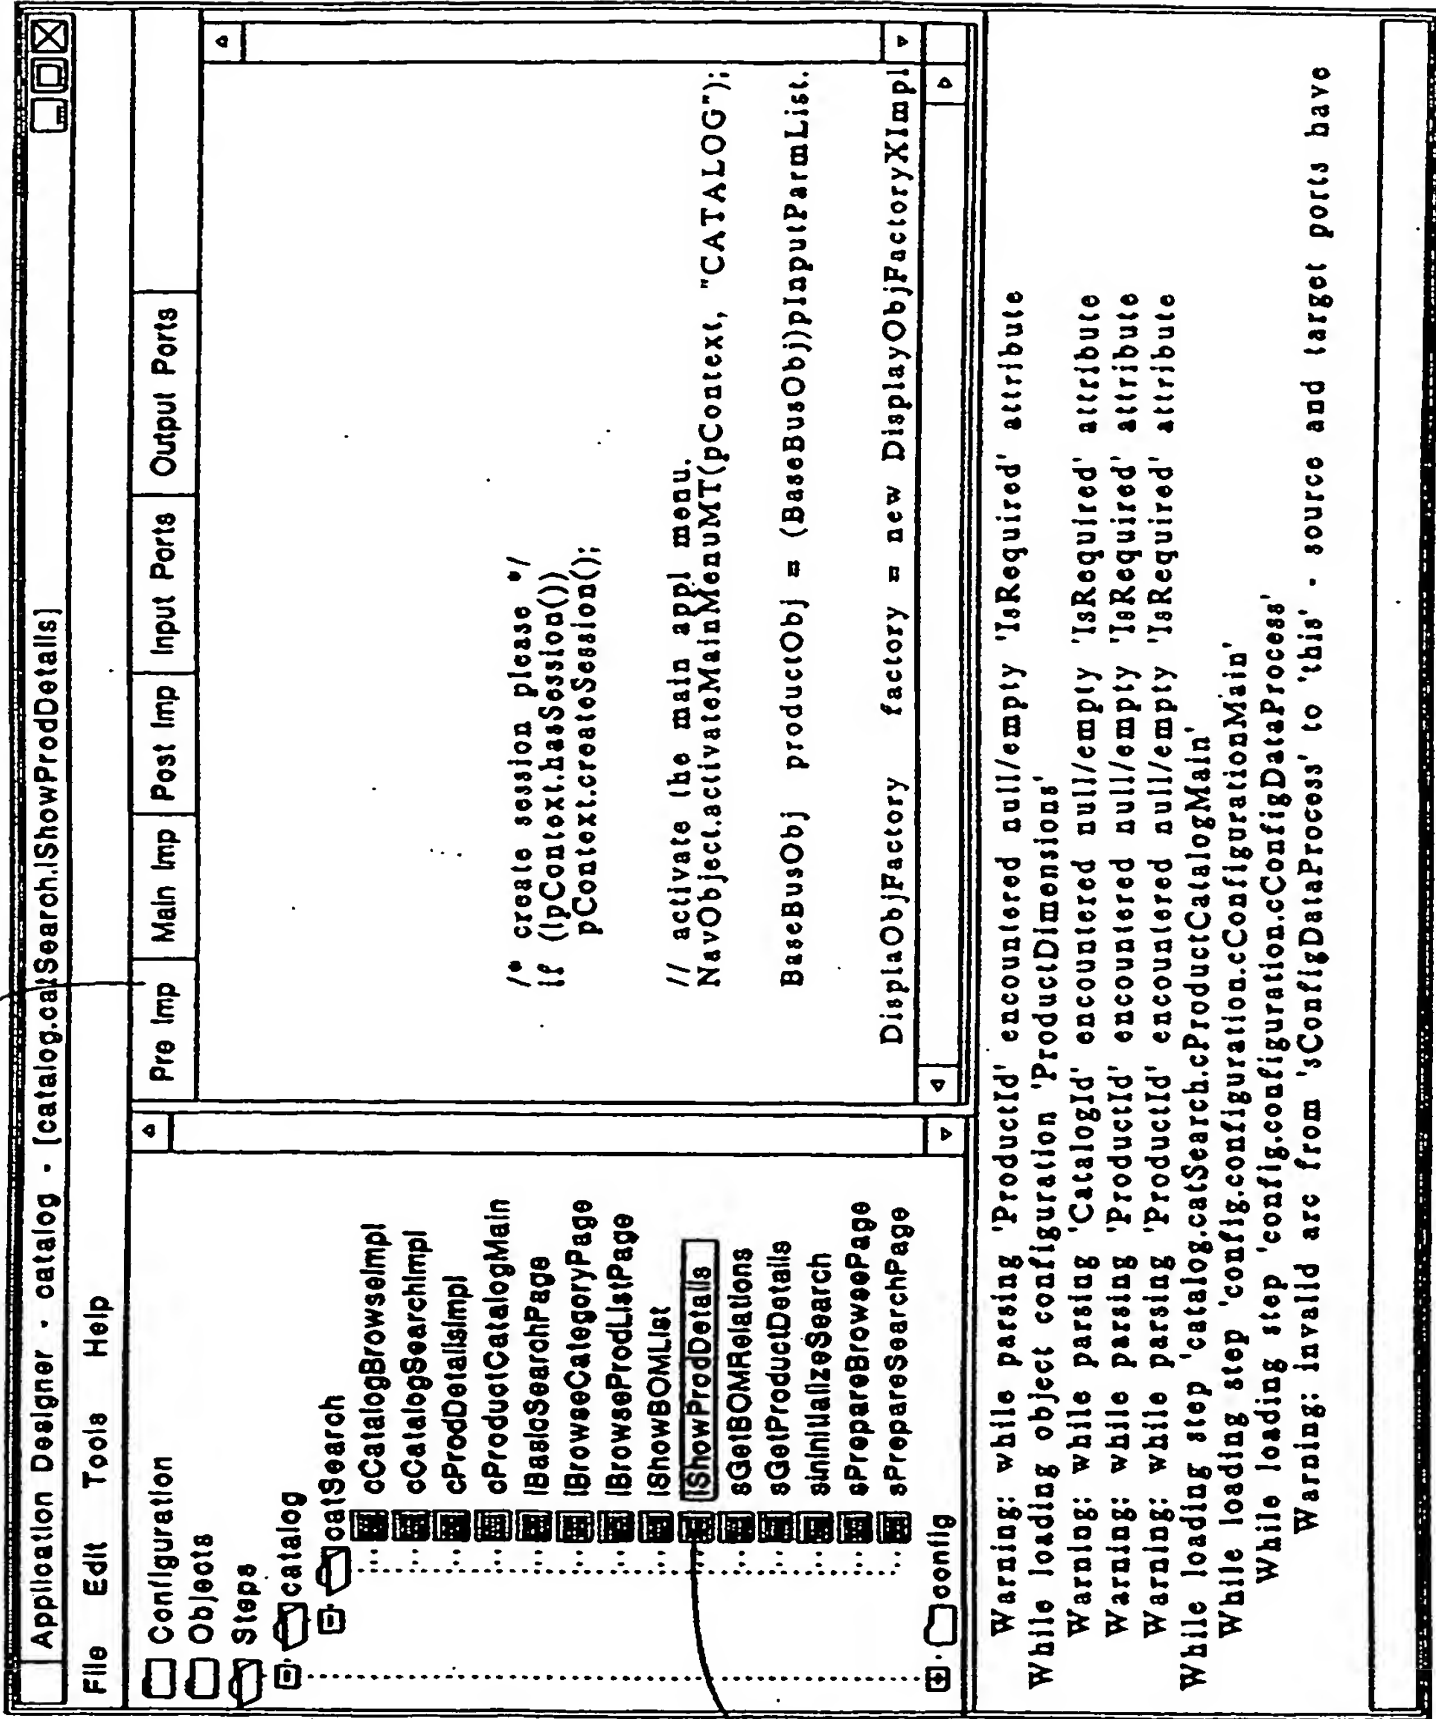 Application Designer - catalog - [catalog.catSearch.iShowProdDetails]
File Edit Tools Help
Configuration
Objects
Steps
catalog
catSearch
cCatalogBrowseImpl
cCatalogSearchImpl
cProdDetailsImpl
cProductCatalogMain
iBasicSearchPage
iBrowseCategoryPage
iBrowseProdListPage
iShowBOMList
iShowProdDetails
sGetBOMRelations
sGetProductDetails
sInitializeSearch
sPrepareBrowsePage
sPrepareSearchPage
config
Pre Imp Main Imp Post Imp Input Ports Output Ports
/* create session please */
if (!pContext.hasSession())
pContext.createSession();
// activate the main appl menu.
NavObject.activateMainMenuMT(pContext, "CATALOG");
BaseBusObj productObj = (BaseBusObj)pInputParmList.
DisplaObjFactory factory = new DisplayObjFactoryXImpl
Warning: while parsing 'ProductId' encountered null/empty 'IsRequired' attribute
While loading object configuration 'ProductDimensions'
Warning: while parsing 'CatalogId' encountered null/empty 'IsRequired' attribute
Warning: while parsing 'ProductId' encountered null/empty 'IsRequired' attribute
Warning: while parsing 'ProductId' encountered null/empty 'IsRequired' attribute
While loading step 'catalog.catSearch.cProductCatalogMain'
While loading step 'config.configuration.cConfigurationMain'
While loading step 'config.configuration.cConfigDataProcess'
Warning: invalid arc from 'sConfigDataProcess' to 'this' - source and target ports have